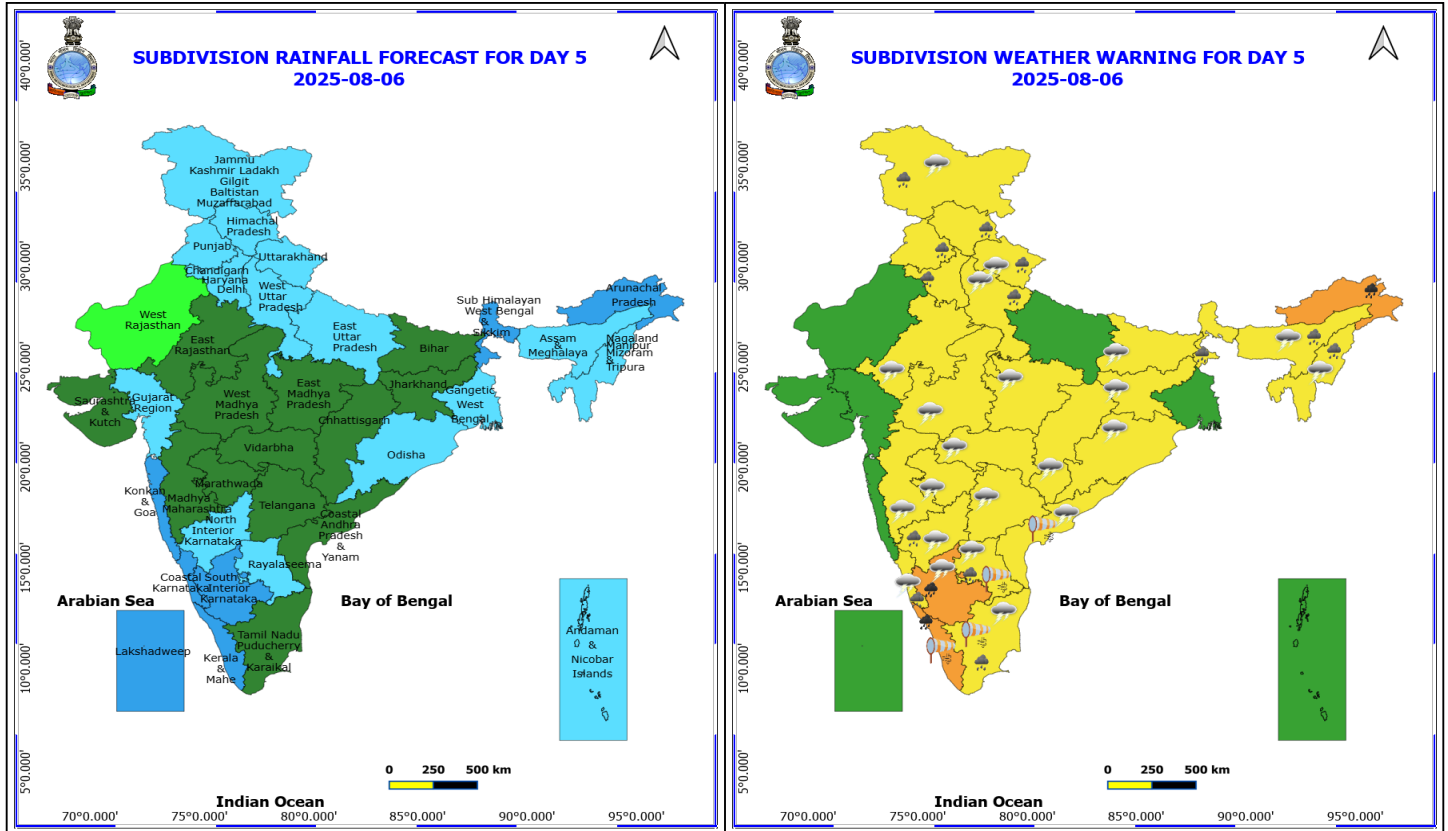 SUBDIVISION RAINFALL FORECAST FOR DAY 5
2025-08-06
40°0.000'
35°0.000'
30°0.000'
25°0.000'
20°0.000'
15°0.000'
10°0.000'
5°0.000'
Jammu
Kashmir Ladakh
Gilgit
Baltistan
Muzaffarabad
Himachal
Pradesh
Punjab
Uttarakhand
Chandigarh
Haryana
Delhi
West
Uttar
Pradesh
West
Rajasthan
East
Rajasthan
East
Uttar
Pradesh
Bihar
Sub Himalayan
West Bengal
&
Sikkim
Arunachal
Pradesh
Assam
&
Meghalaya
Nagaland
Manipur
Mizoram
&
Tripura
Saurashtra
&
Kutch
Gujarat
Region
West
Madhya
Pradesh
East
Madhya
Pradesh
Jharkhand
Gangetic
West
Bengal
Chhattisgarh
Odisha
Vidarbha
Konkan
&
Goa
Madhya
Maharashtra
Marathwada
Telangana
Coastal
Andhra
Pradesh
&
Yanam
North
Interior
Karnataka
Rayalaseema
Coastal
Karnataka
South
Interior
Karnataka
Tamil Nadu
Puducherry
&
Karaikal
Kerala
&
Mahe
Lakshadweep
Andaman
&
Nicobar
Islands
Arabian Sea
Bay of Bengal
0 250 500 km
Indian Ocean
70°0.000' 75°0.000' 80°0.000' 85°0.000' 90°0.000' 95°0.000'
SUBDIVISION WEATHER WARNING FOR DAY 5
2025-08-06
40°0.000'
35°0.000'
30°0.000'
25°0.000'
20°0.000'
15°0.000'
10°0.000'
5°0.000'
Arabian Sea
Bay of Bengal
0 250 500 km
Indian Ocean
70°0.000' 75°0.000' 80°0.000' 85°0.000' 90°0.000' 95°0.000'